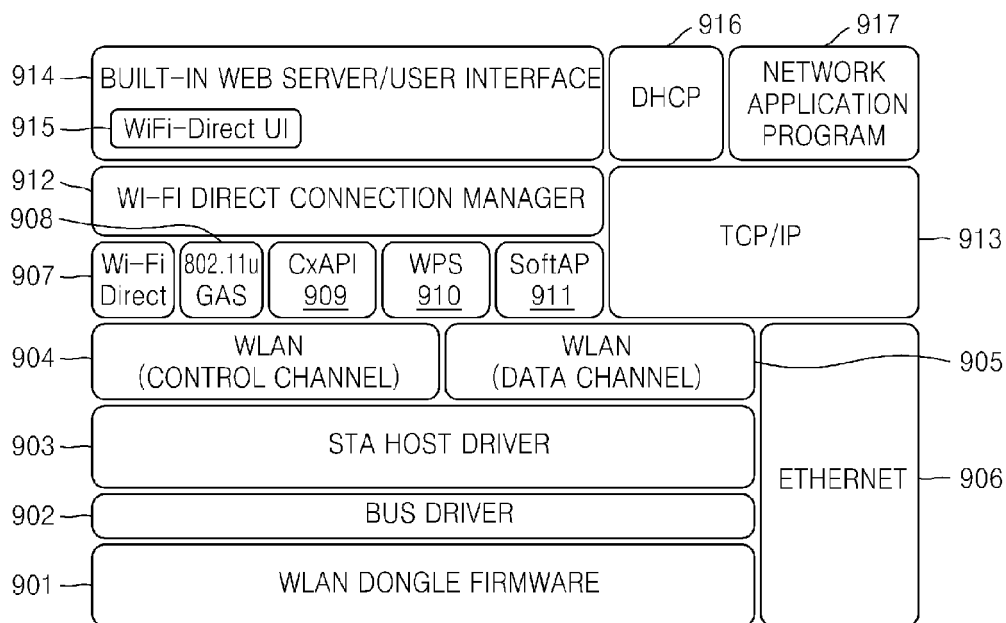 916
917
914
BUILT-IN WEB SERVER/USER INTERFACE
DHCP
NETWORK
APPLICATION
PROGRAM
915
WiFi-Direct UI
912
WI-FI DIRECT CONNECTION MANAGER
908
TCP/IP
913
907
Wi-Fi
Direct
802.11u
GAS
CxAPI
909
WPS
910
SoftAP
911
904
WLAN
(CONTROL CHANNEL)
WLAN
(DATA CHANNEL)
905
903
STA HOST DRIVER
ETHERNET
906
902
BUS DRIVER
901
WLAN DONGLE FIRMWARE